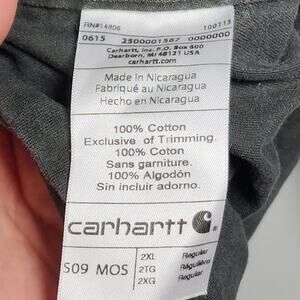 RN#14806 100113
0615 2500001587 0000000
Carhartt, Inc. P.O. Box 600
Dearborn, MI 48121 USA
carhartt.com
Made in Nicaragua
Fabriqué au Nicaragua
Hecho en Nicaragua
100% Cotton
Exclusive of Trimming.
100% Coton
Sans garniture.
100% Algodón
Sin incluir adorno.
carhartt
S09 MOS
2XL Regular
2TG Régulière
2XG Regular